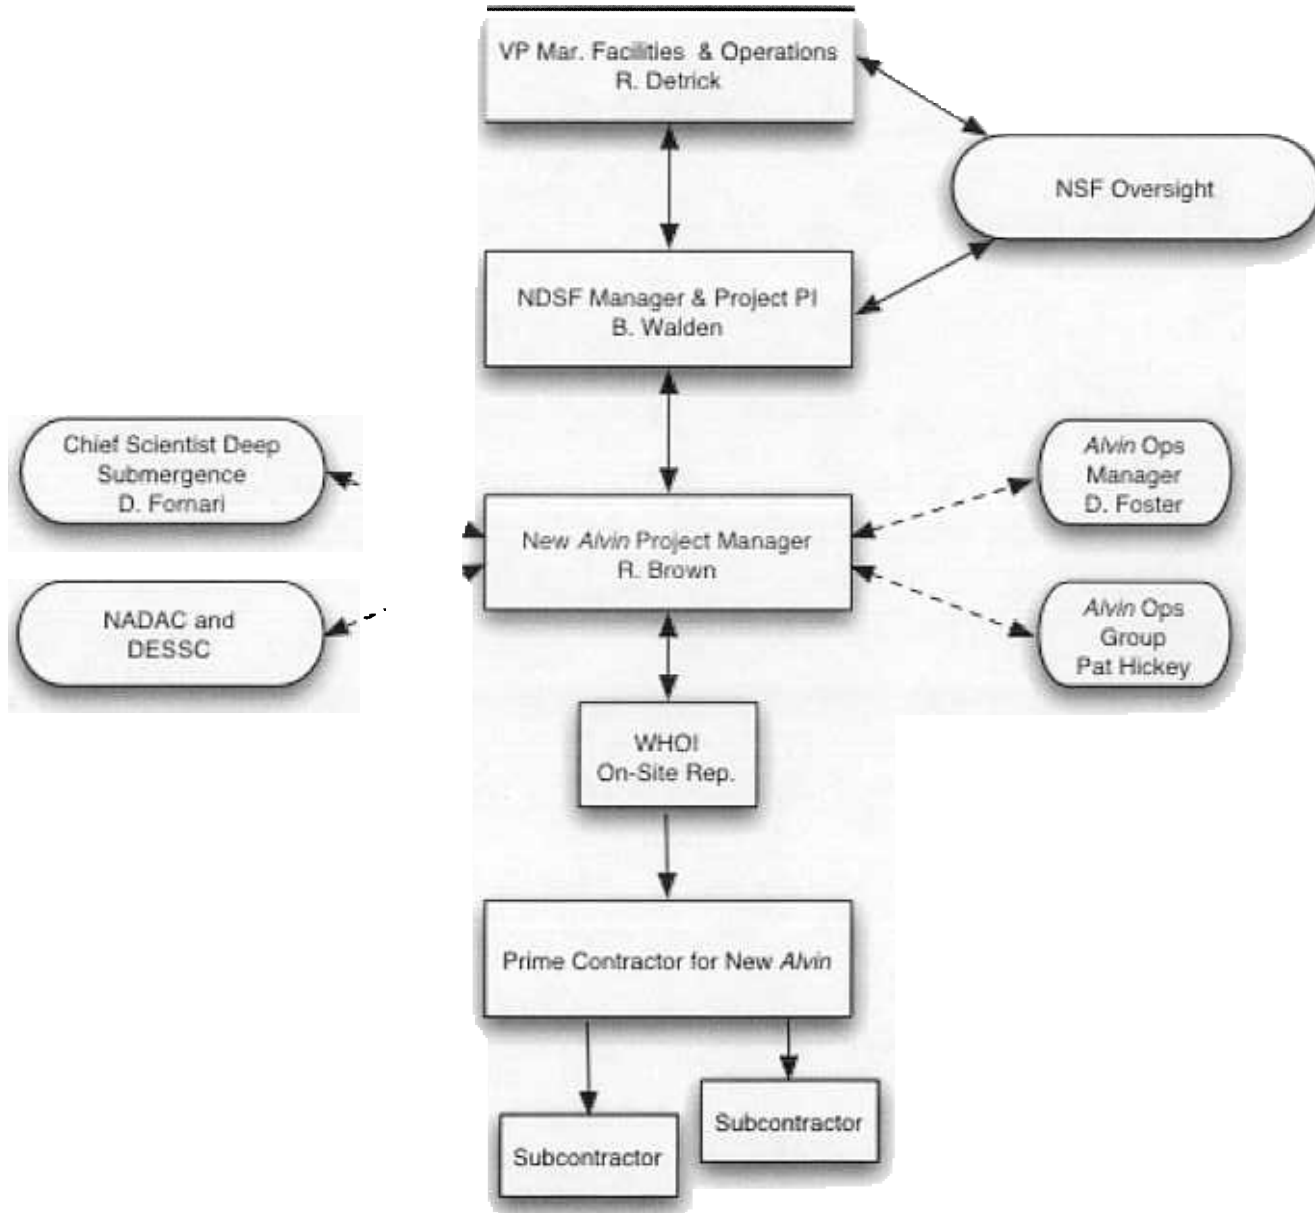 VP Mar. Facilities & Operations
R. Detrick
NSF Oversight
NDSF Manager & Project PI
B. Walden
Chief Scientist Deep
Submergence
D. Fornari
Alvin Ops
Manager
D. Foster
New Alvin Project Manager
R. Brown
NADAC and
DESSC
Alvin Ops
Group
Pat Hickey
WHOI
On-Site Rep.
Prime Contractor for New Alvin
Subcontractor
Subcontractor